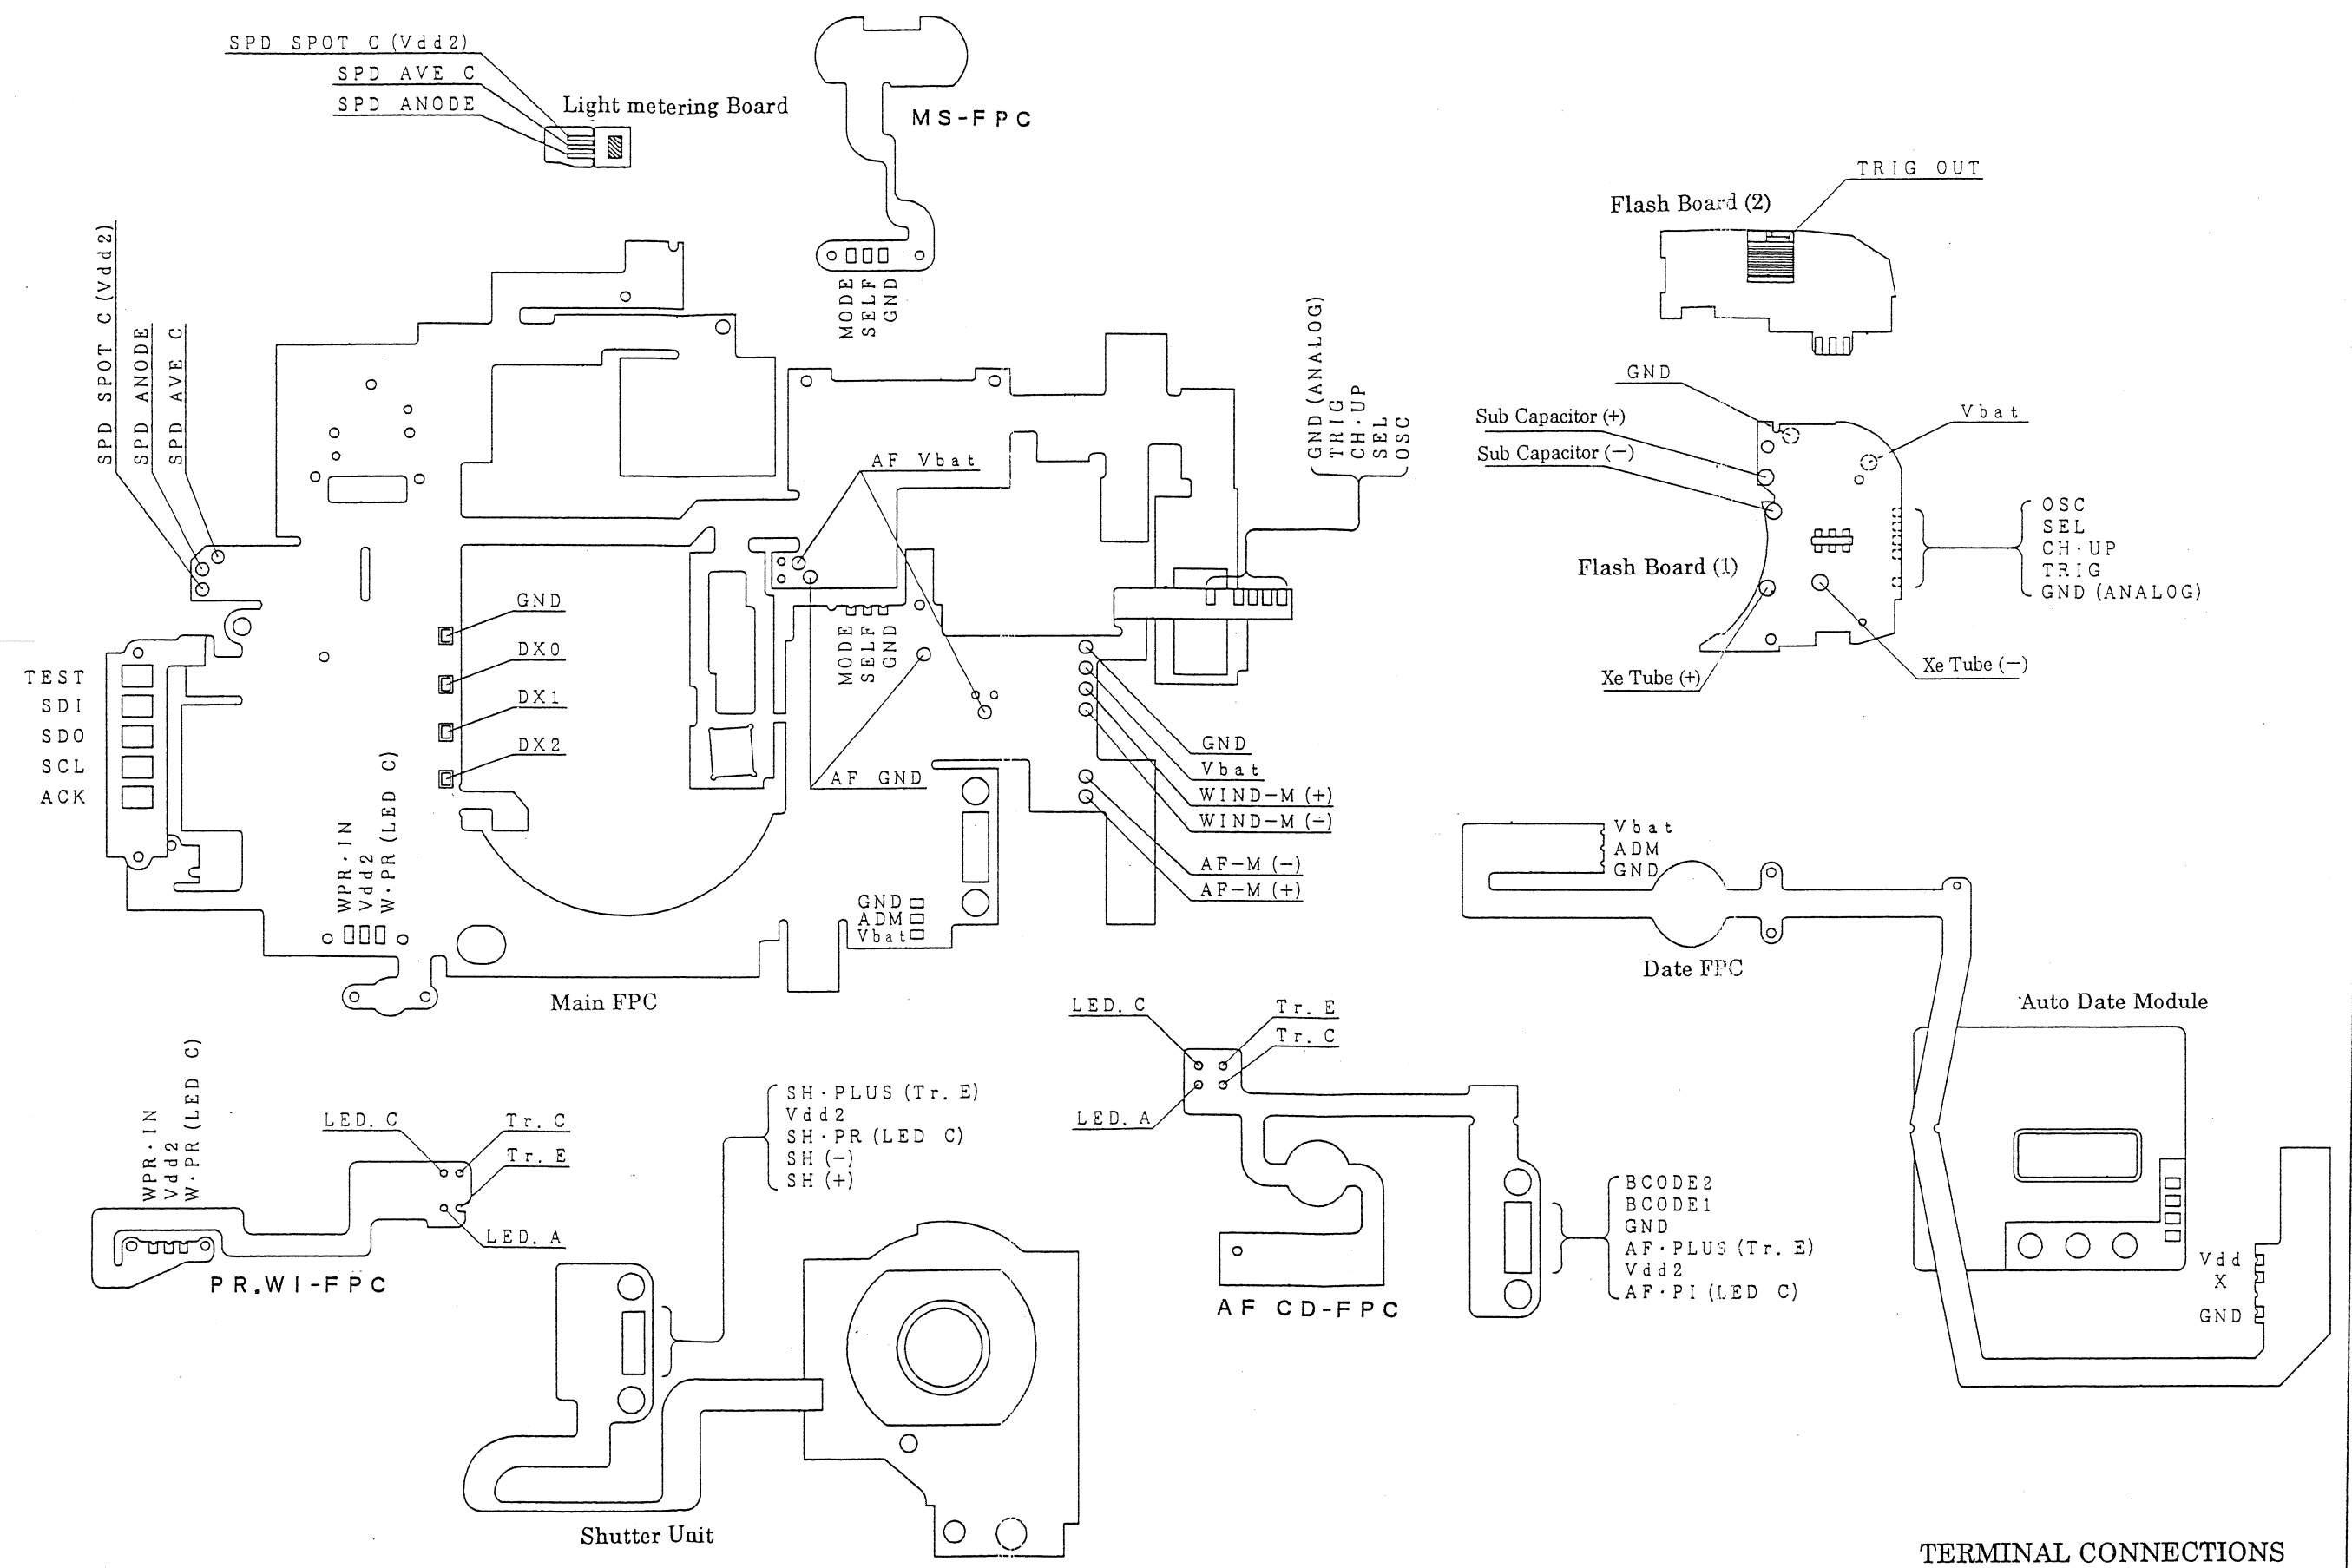 SPD SPOT C (Vdd2)
SPD AVE C
SPD ANODE
Light metering Board
MS-FPC
MODE
SELF
GND
TRIG OUT
Flash Board (2)
SPD SPOT C (Vdd2)
SPD ANODE
SPD AVE C
GND (ANALOG)
TRIG
CH·UP
SEL
OSC
AF Vbat
GND
Sub Capacitor (+)
Sub Capacitor (−)
Vbat
OSC
SEL
CH·UP
TRIG
GND (ANALOG)
Flash Board (1)
Xe Tube (+)
Xe Tube (−)
GND
DX0
DX1
DX2
MODE
SELF
GND
TEST
SDI
SDO
SCL
ACK
AF GND
GND
Vbat
WIND-M (+)
WIND-M (−)
AF-M (−)
AF-M (+)
WPR·IN
Vdd2
W·PR (LED C)
GND
ADM
Vbat
Main FPC
Vbat
ADM
GND
Date FPC
Auto Date Module
Vdd
X
GND
WPR·IN
Vdd2
W·PR (LED C)
LED. C
Tr. C
Tr. E
LED. A
PR.WI-FPC
SH·PLUS (Tr. E)
Vdd2
SH·PR (LED C)
SH (−)
SH (+)
Shutter Unit
LED. C
Tr. E
Tr. C
LED. A
AF CD-FPC
BCODE2
BCODE1
GND
AF·PLUS (Tr. E)
Vdd2
AF·PI (LED C)
TERMINAL CONNECTIONS